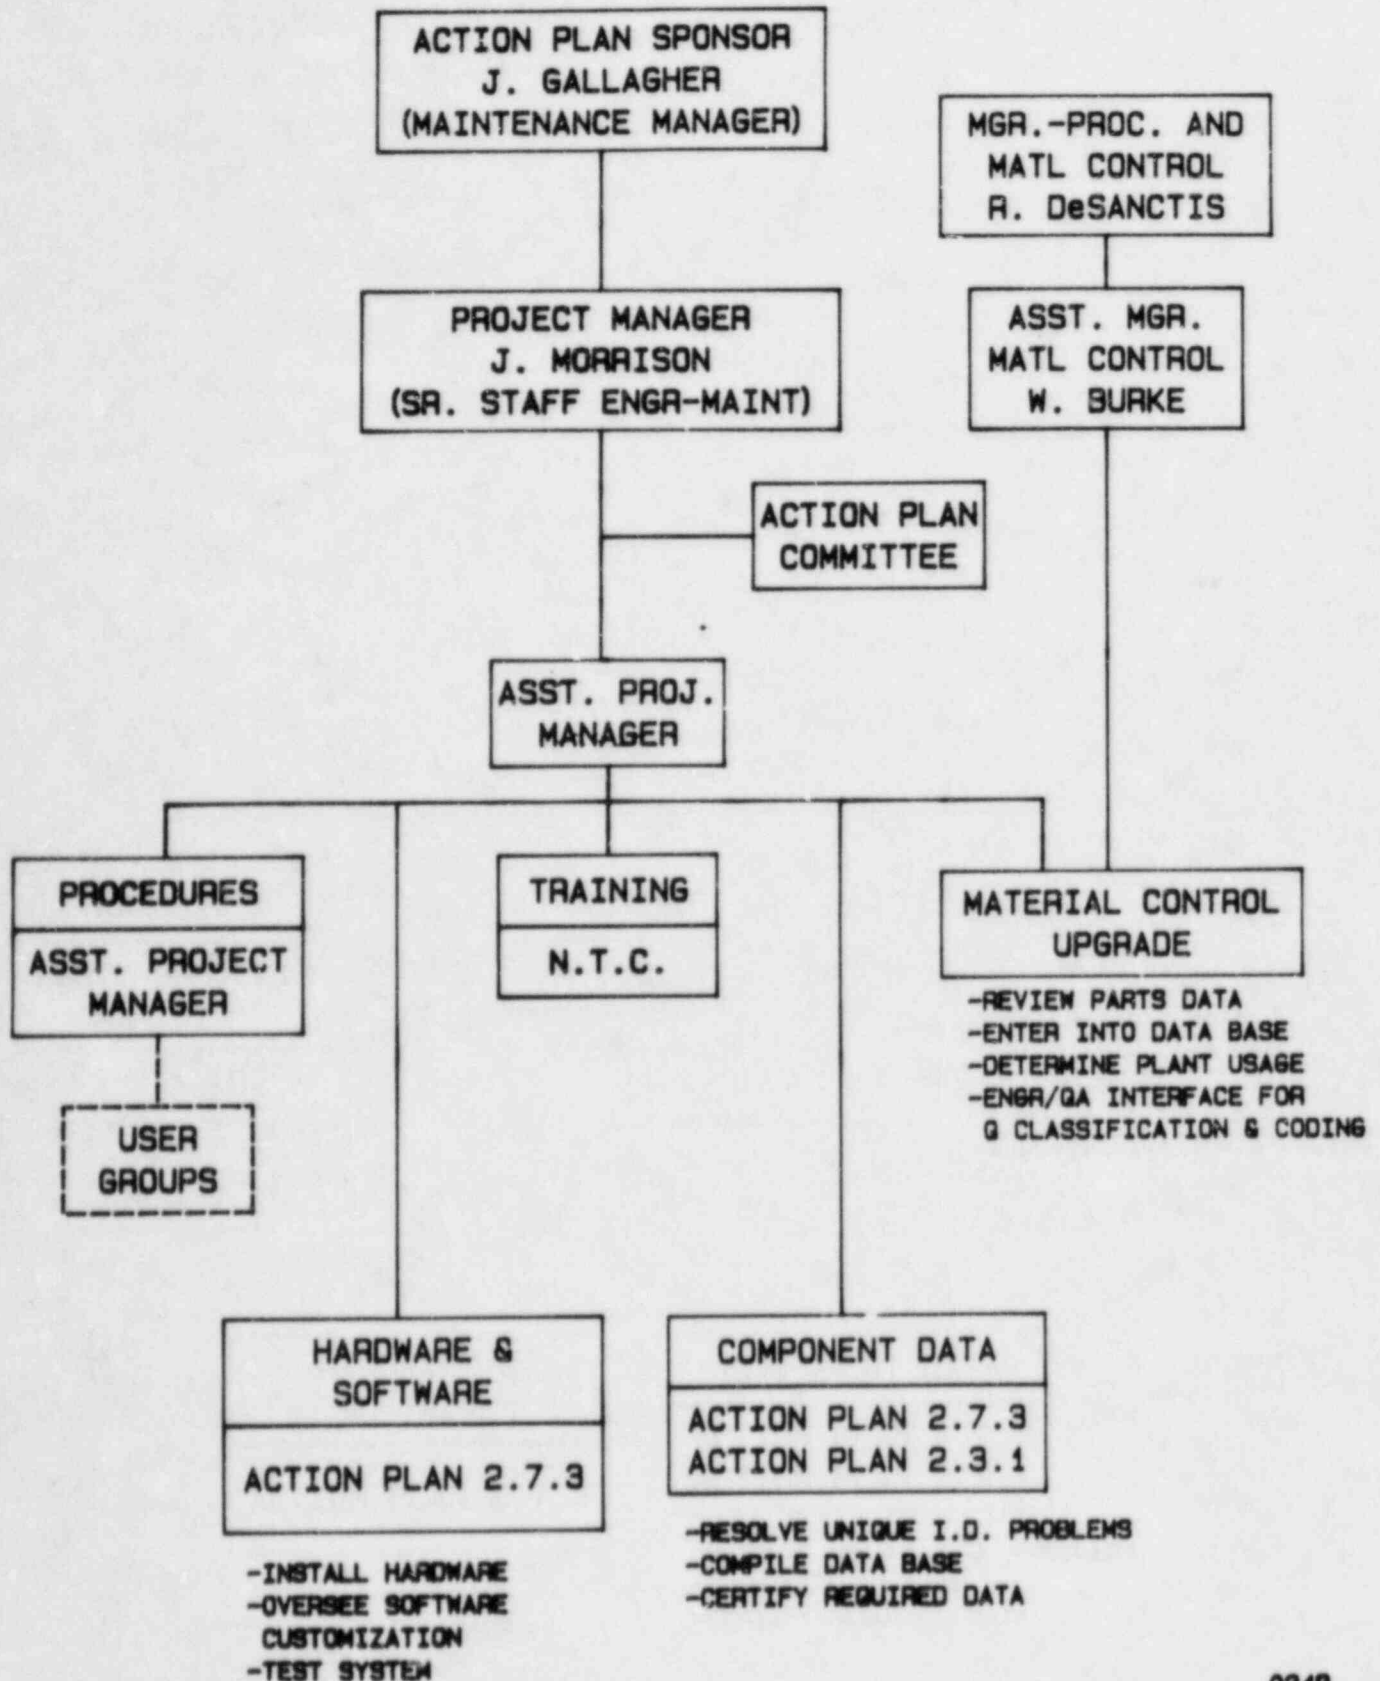 ACTION PLAN SPONSOR
J. GALLAGHER
(MAINTENANCE MANAGER)
MGR.-PROC. AND
MATL CONTROL
R. DeSANCTIS
PROJECT MANAGER
J. MORRISON
(SR. STAFF ENGR-MAINT)
ASST. MGR.
MATL CONTROL
W. BURKE
ACTION PLAN
COMMITTEE
ASST. PROJ.
MANAGER
PROCEDURES
ASST. PROJECT
MANAGER
USER
GROUPS
TRAINING
N.T.C.
MATERIAL CONTROL
UPGRADE
-REVIEW PARTS DATA
-ENTER INTO DATA BASE
-DETERMINE PLANT USAGE
-ENGR/QA INTERFACE FOR
Q CLASSIFICATION & CODING
HARDWARE &
SOFTWARE
ACTION PLAN 2.7.3
-INSTALL HARDWARE
-OVERSEE SOFTWARE
CUSTOMIZATION
-TEST SYSTEM
COMPONENT DATA
ACTION PLAN 2.7.3
ACTION PLAN 2.3.1
-RESOLVE UNIQUE I.D. PROBLEMS
-COMPILE DATA BASE
-CERTIFY REQUIRED DATA